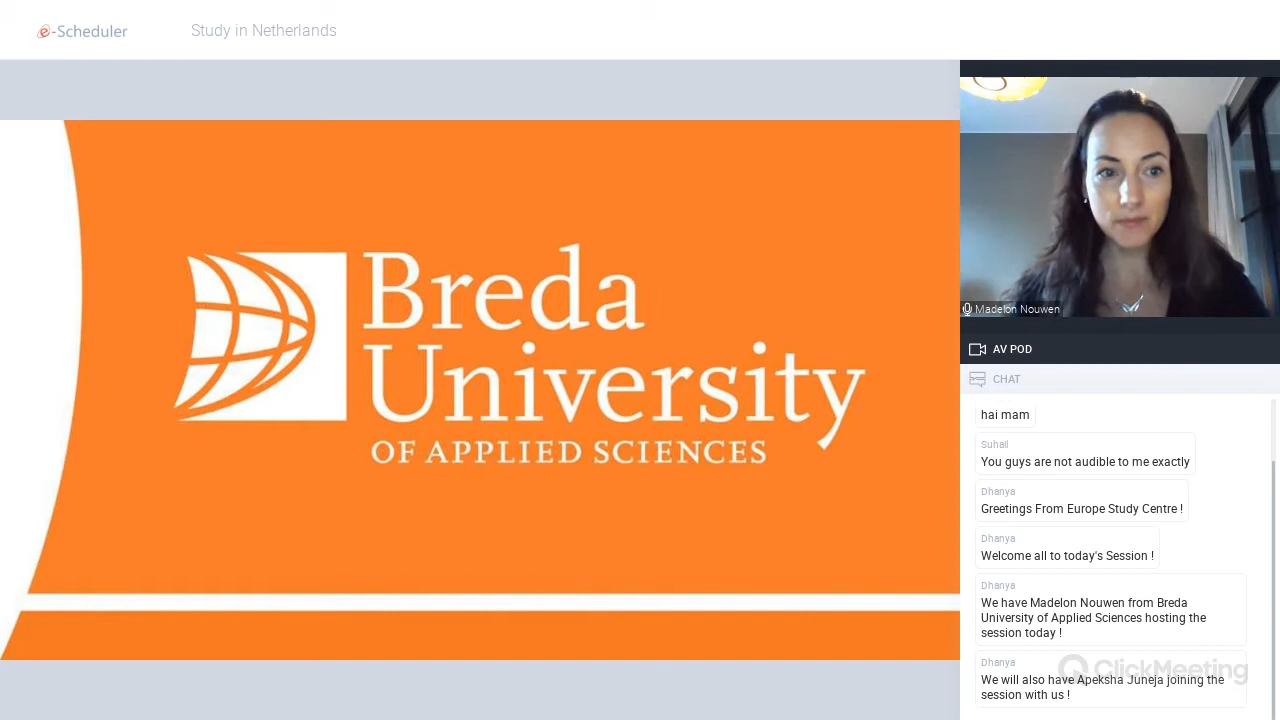 e-Scheduler
Study in Netherlands
Breda
University
OF APPLIED SCIENCES
Madelon Nouwen
AV POD
CHAT
hai mam
Suhail
You guys are not audible to me exactly
Dhanya
Greetings From Europe Study Centre !
Dhanya
Welcome all to today's Session !
Dhanya
We have Madelon Nouwen from Breda
University of Applied Sciences hosting the
session today !
Dhanya
We will also have Apeksha Juneja joining the
session with us !
ClickMeeting